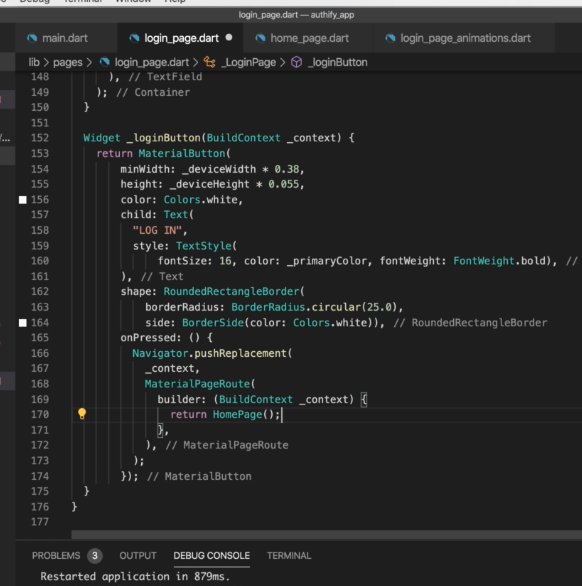 Debug Terminal Window Help
login_page.dart — authify_app
main.dart login_page.dart home_page.dart login_page_animations.dart
lib > pages > login_page.dart > _LoginPage > _loginButton
148 ), // TextField
149 ); // Container
150 }
151
152 Widget _loginButton(BuildContext _context) {
153 return MaterialButton(
154 minWidth: _deviceWidth * 0.38,
155 height: _deviceHeight * 0.055,
156 color: Colors.white,
157 child: Text(
158 "LOG IN",
159 style: TextStyle(
160 fontSize: 16, color: _primaryColor, fontWeight: FontWeight.bold), //
161 ), // Text
162 shape: RoundedRectangleBorder(
163 borderRadius: BorderRadius.circular(25.0),
164 side: BorderSide(color: Colors.white)), // RoundedRectangleBorder
165 onPressed: () {
166 Navigator.pushReplacement(
167 _context,
168 MaterialPageRoute(
169 builder: (BuildContext _context) {
170 return HomePage();
171 },
172 ), // MaterialPageRoute
173 );
174 }); // MaterialButton
175 }
176 }
177
PROBLEMS 3 OUTPUT DEBUG CONSOLE TERMINAL
Restarted application in 879ms.